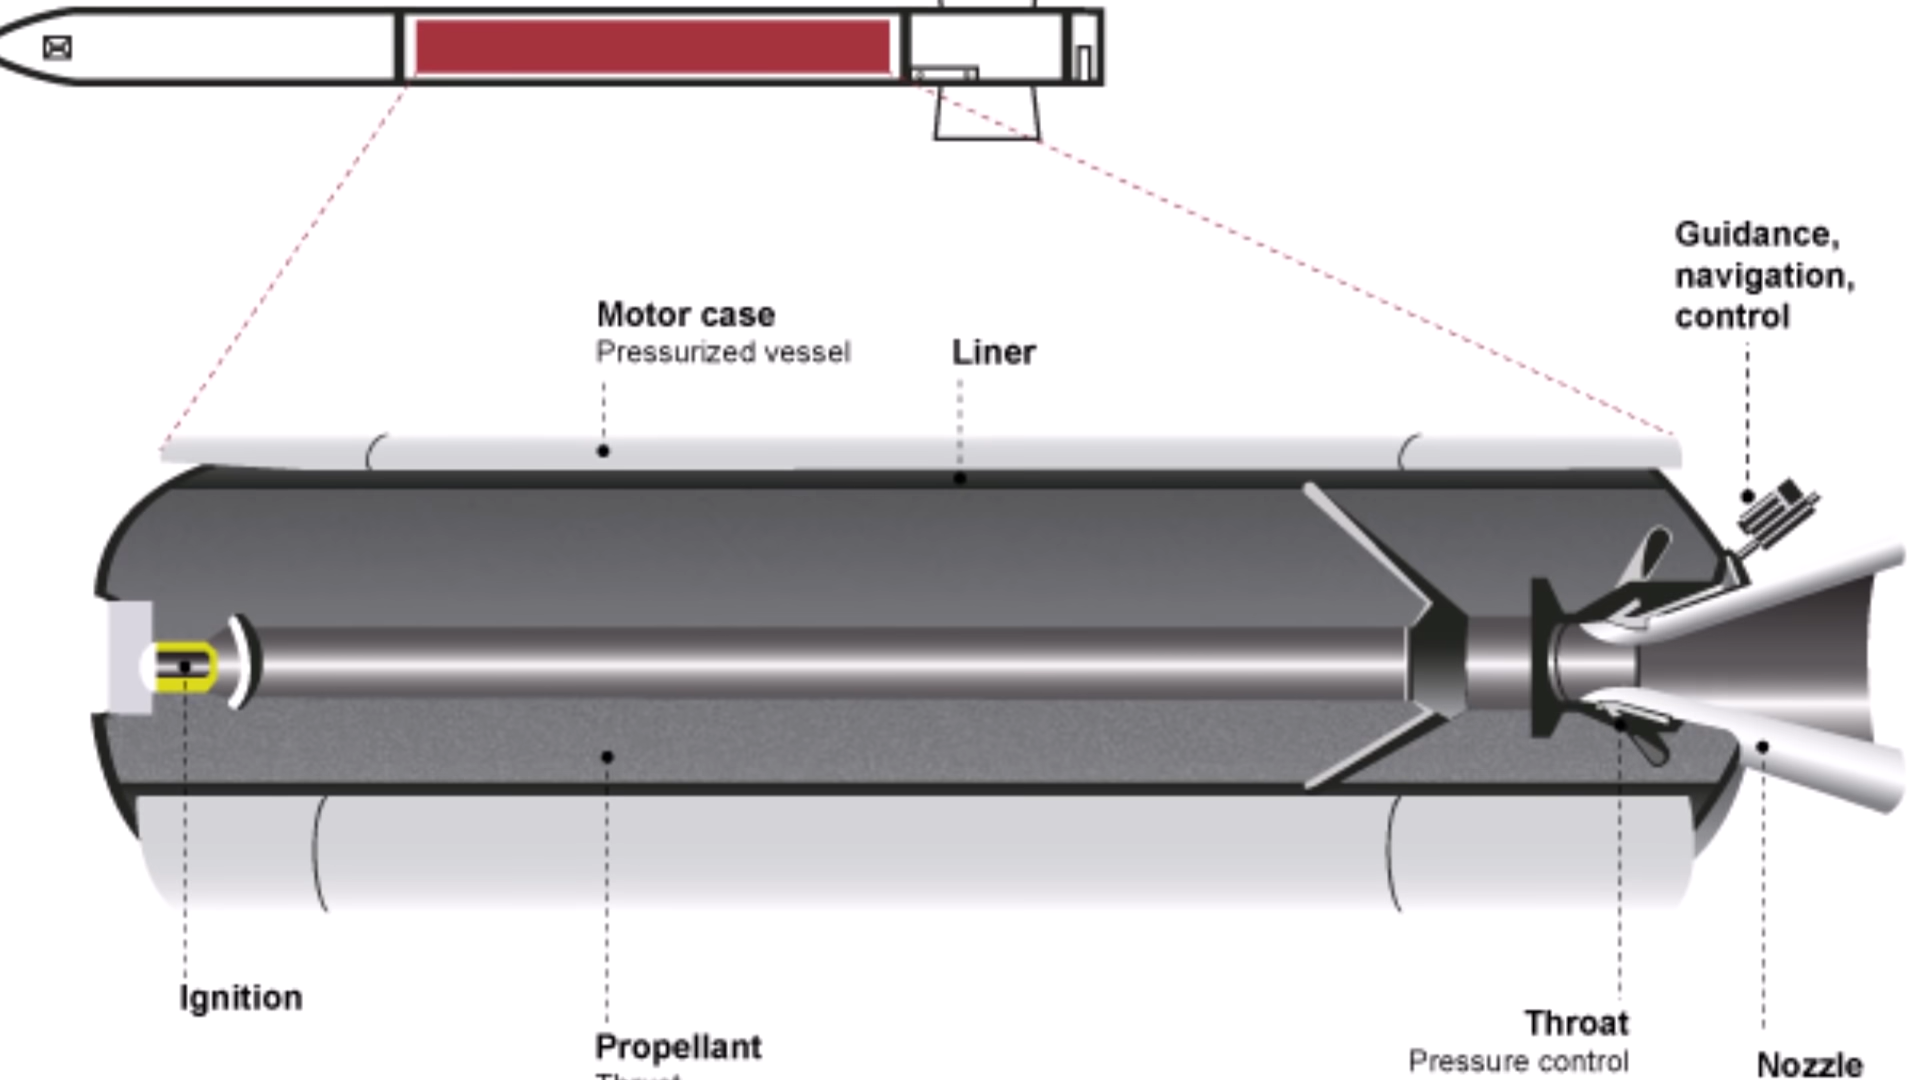 Guidance,
navigation,
control
Motor case
Pressurized vessel
Liner
Ignition
Propellant
Throat
Pressure control
Nozzle